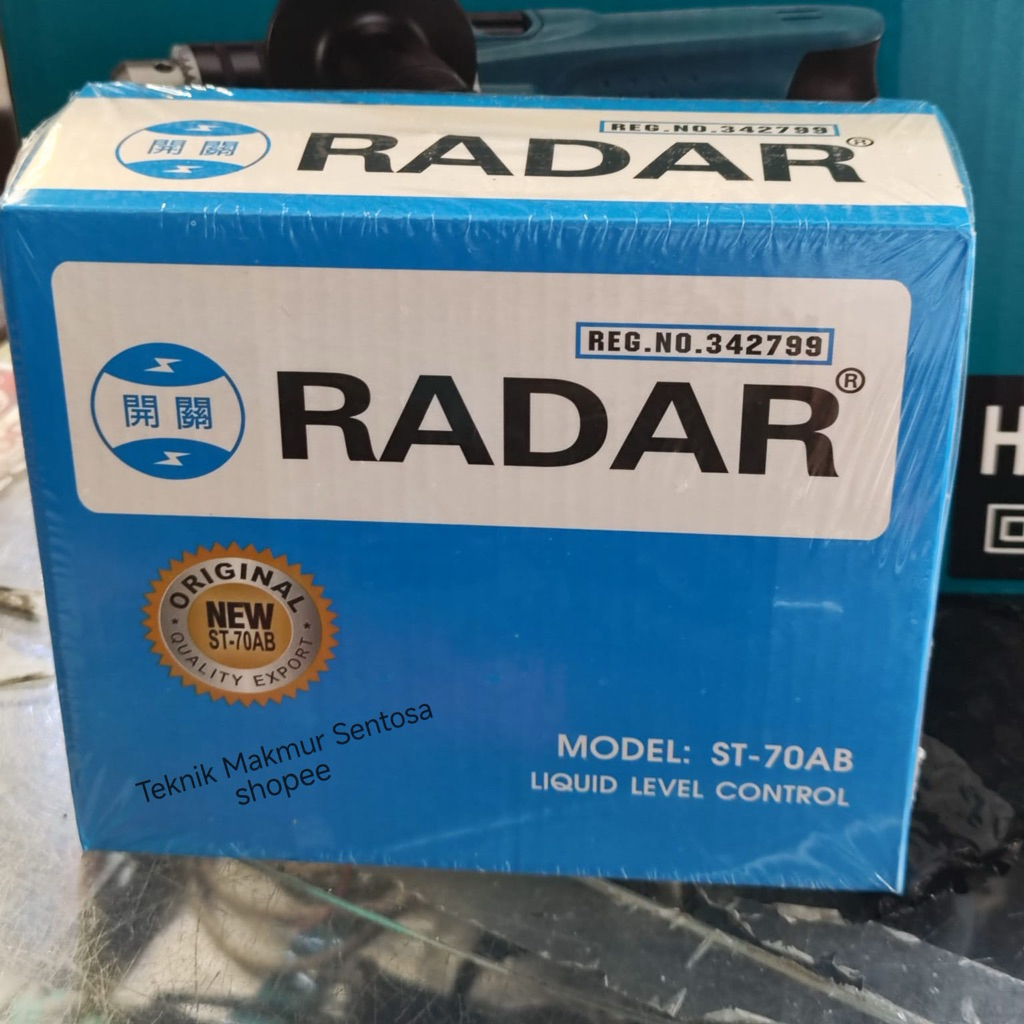 開 關
RADAR®
REG.NO.342799
REG.NO.342799
開 關
RADAR®
ORIGINAL
NEW
ST-70AB
QUALITY EXPORT
Teknik Makmur Sentosa
shopee
MODEL: ST-70AB
LIQUID LEVEL CONTROL
H